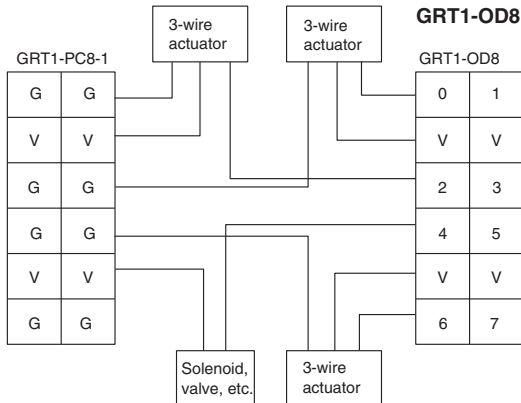 GRT1-OD8
3-wire
actuator
3-wire
actuator
GRT1-PC8-1
GRT1-OD8
G G
V V
G G
G G
V V
G G
0 1
V V
2 3
4 5
V V
6 7
Solenoid,
valve, etc.
3-wire
actuator